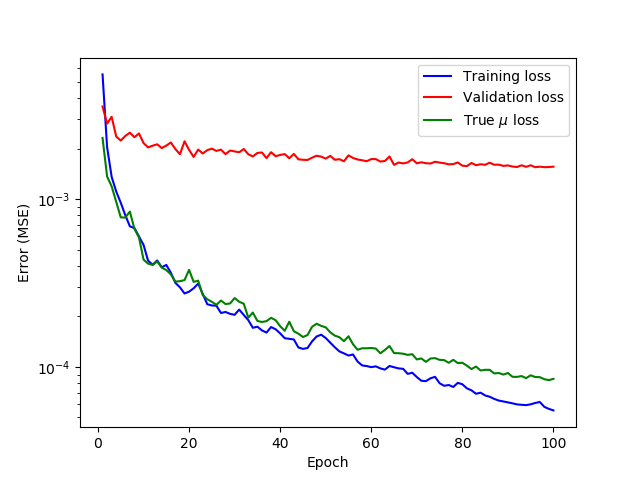 Training loss
Validation loss
True μ loss
10⁻³
10⁻⁴
Error (MSE)
0 20 40 60 80 100
Epoch